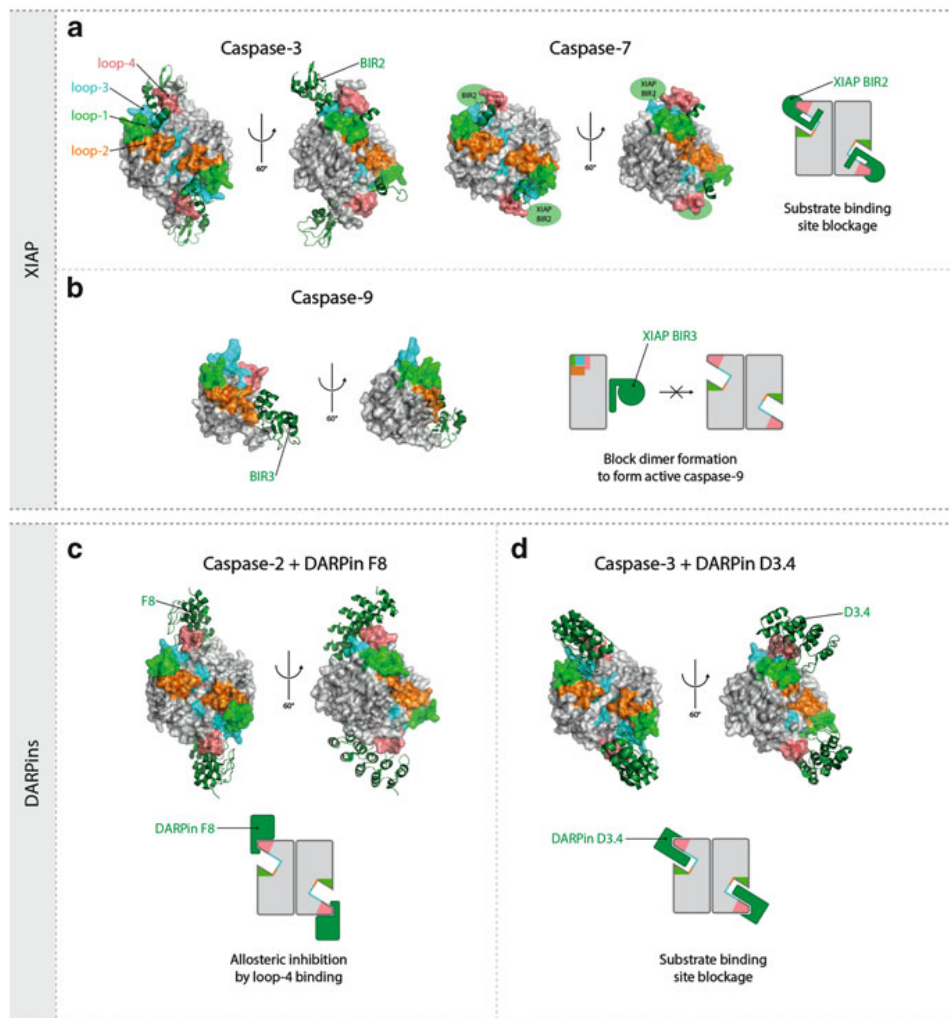 XIAP
a
Caspase-3
Caspase-7
loop-4
loop-3
loop-1
loop-2
BIR2
60°
BIR2
XIAP
BIR2
XIAP
BIR2
60°
XIAP BIR2
Substrate binding
site blockage
b
Caspase-9
60°
BIR3
XIAP BIR3
Block dimer formation
to form active caspase-9
DARPins
c
Caspase-2 + DARPin F8
F8
60°
DARPin F8
Allosteric inhibition
by loop-4 binding
d
Caspase-3 + DARPin D3.4
D3.4
60°
DARPin D3.4
Substrate binding
site blockage